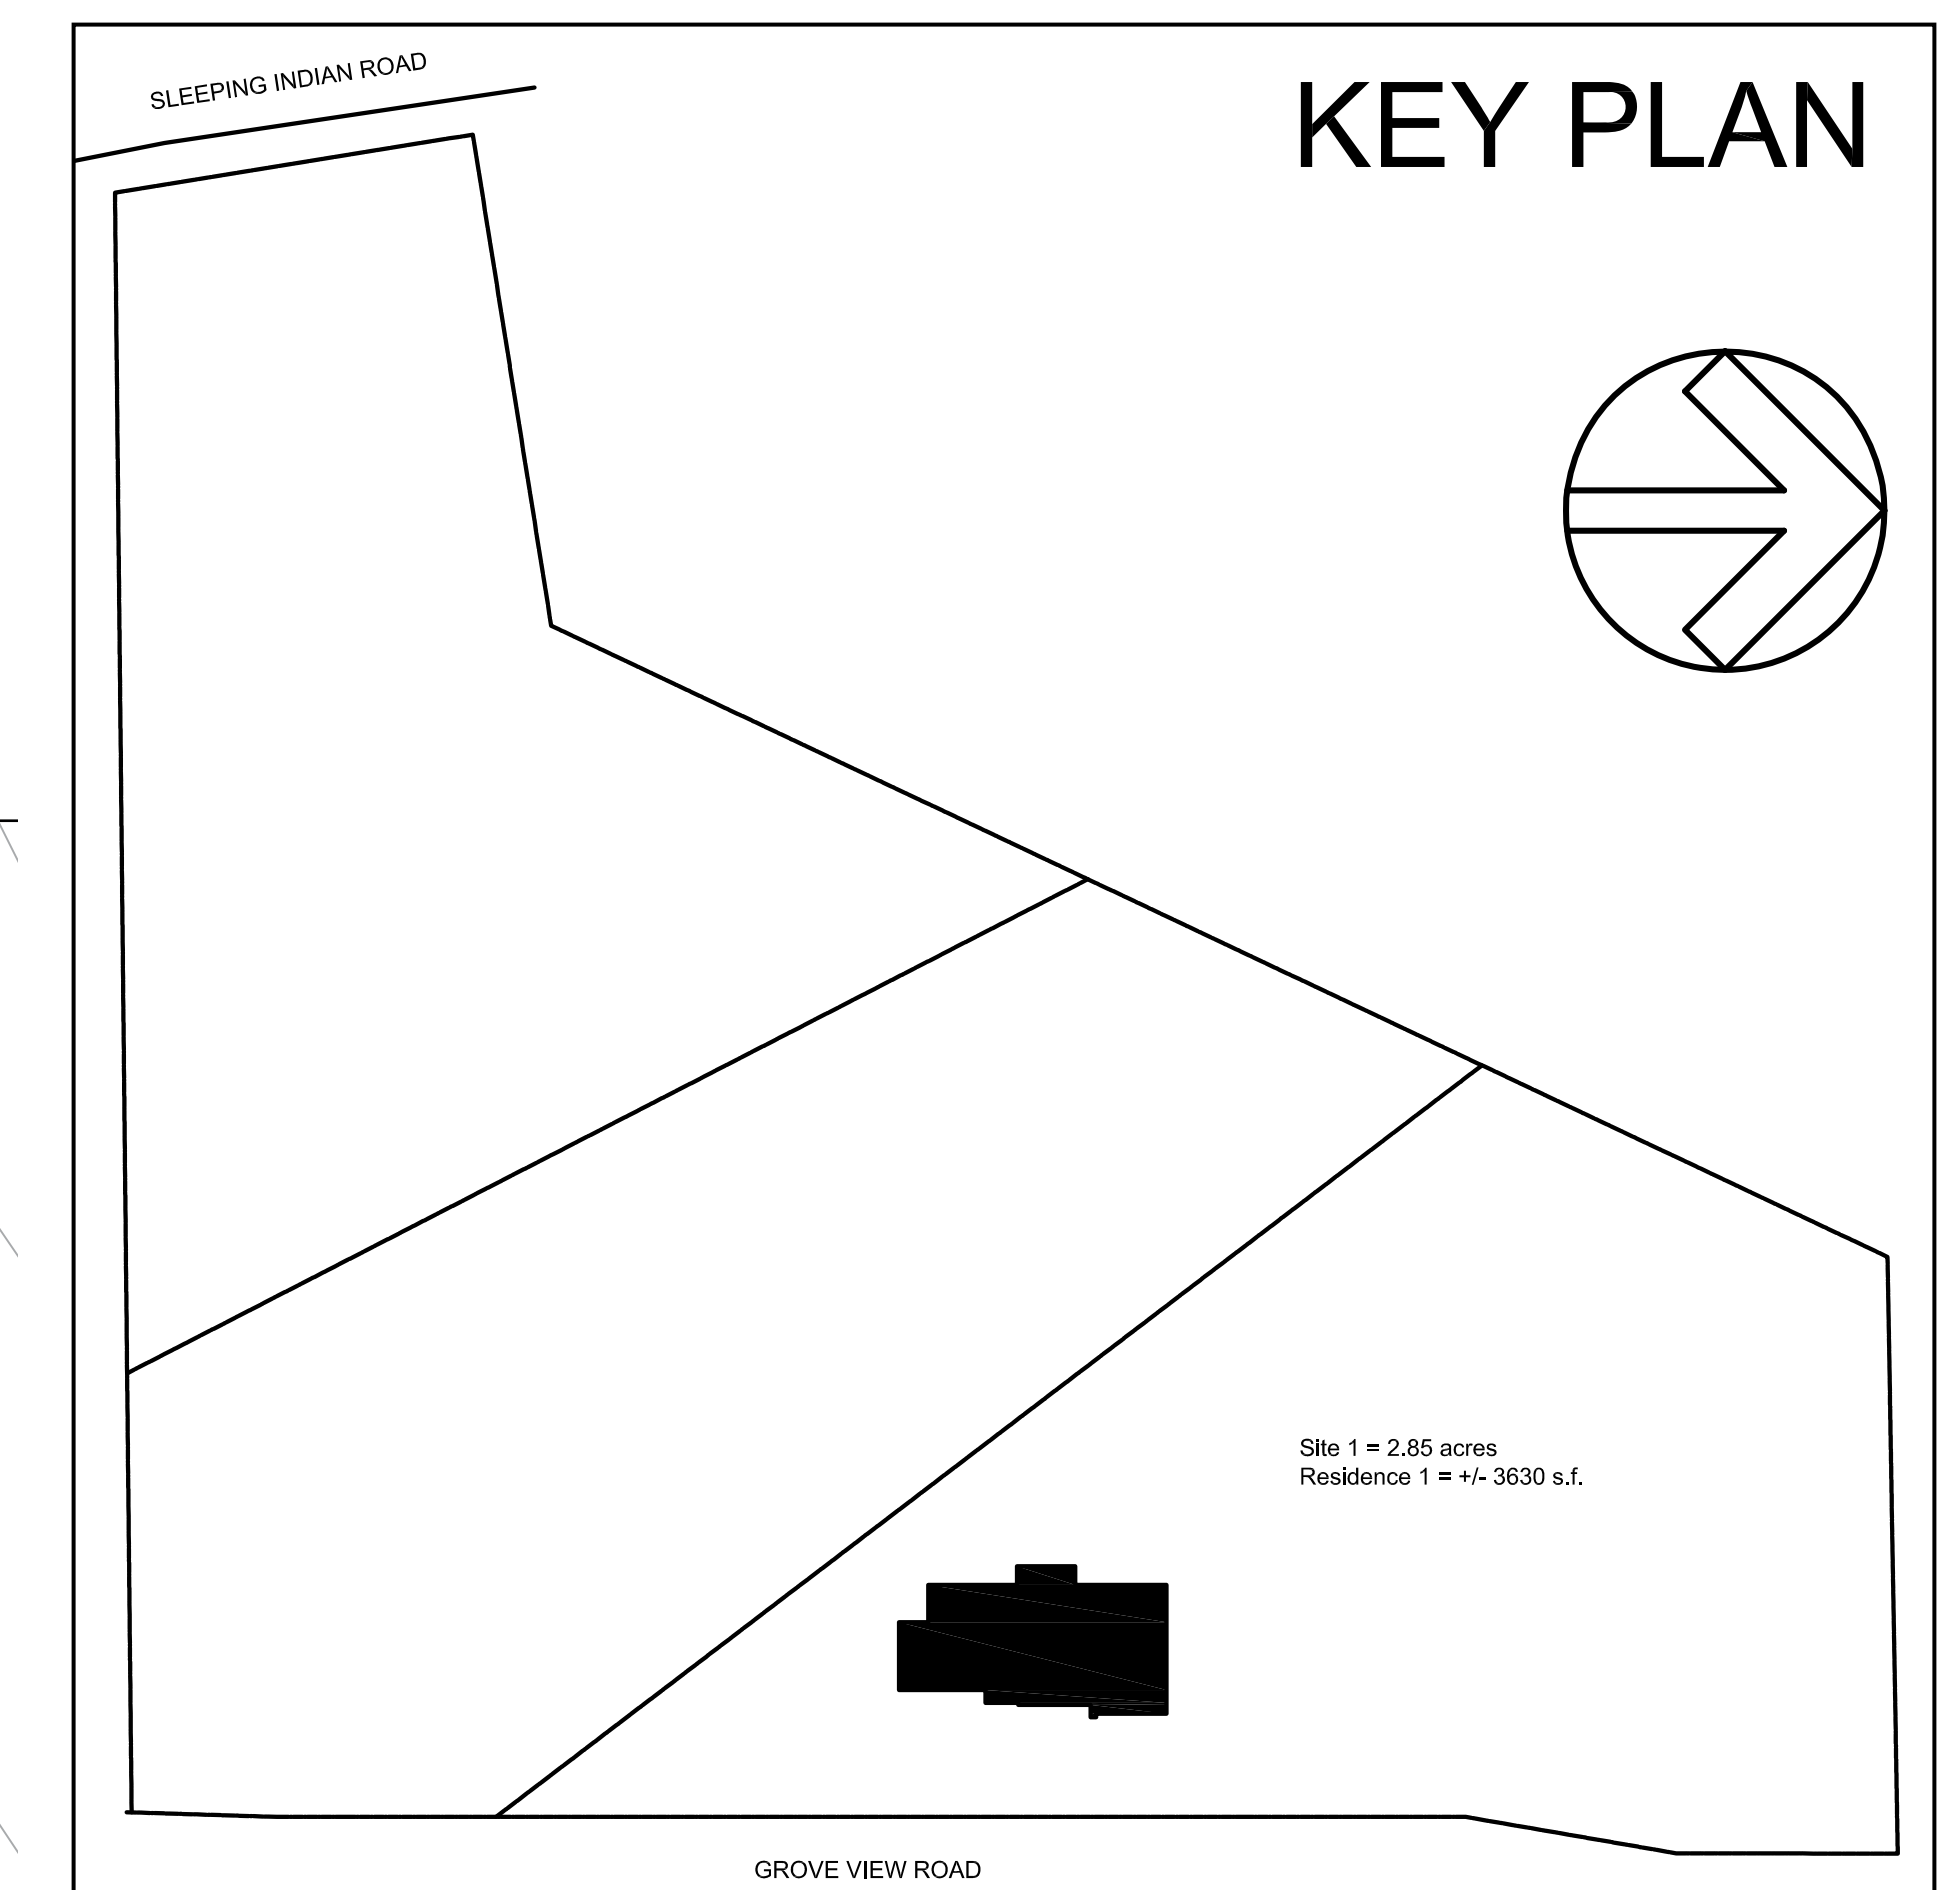 SLEEPING INDIAN ROAD
KEY PLAN
Site 1 = 2.85 acres
Residence 1 = +/- 3630 s.f.
GROVE VIEW ROAD